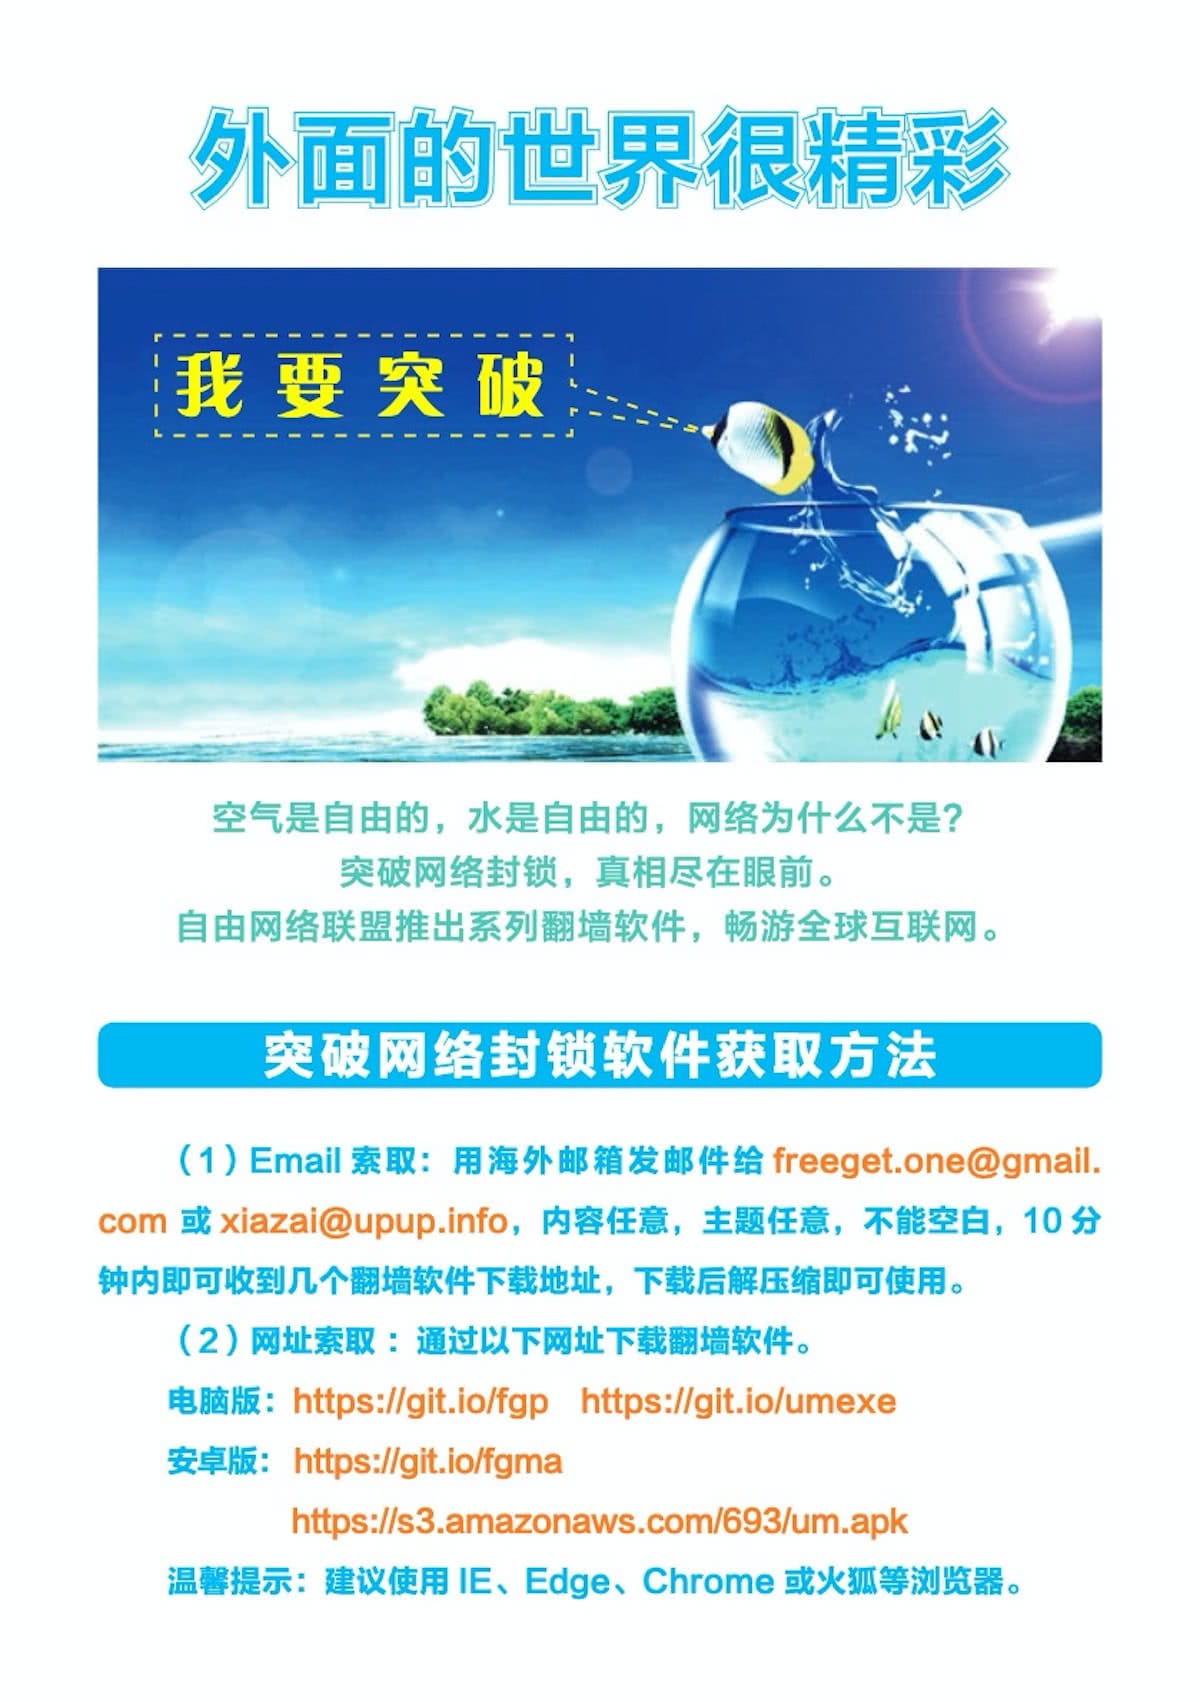 外面的世界很精彩
我要突破
空气是自由的，水是自由的，网络为什么不是？
突破网络封锁，真相尽在眼前。
自由网络联盟推出系列翻墙软件，畅游全球互联网。
突破网络封锁软件获取方法
（1）Email 索取：用海外邮箱发邮件给 freeget.one@gmail.
com 或 xiazai@upup.info，内容任意，主题任意，不能空白，10 分
钟内即可收到几个翻墙软件下载地址，下载后解压缩即可使用。
（2）网址索取 ：通过以下网址下载翻墙软件。
电脑版：https://git.io/fgp https://git.io/umexe
安卓版：https://git.io/fgma
https://s3.amazonaws.com/693/um.apk
温馨提示：建议使用 IE、Edge、Chrome 或火狐等浏览器。